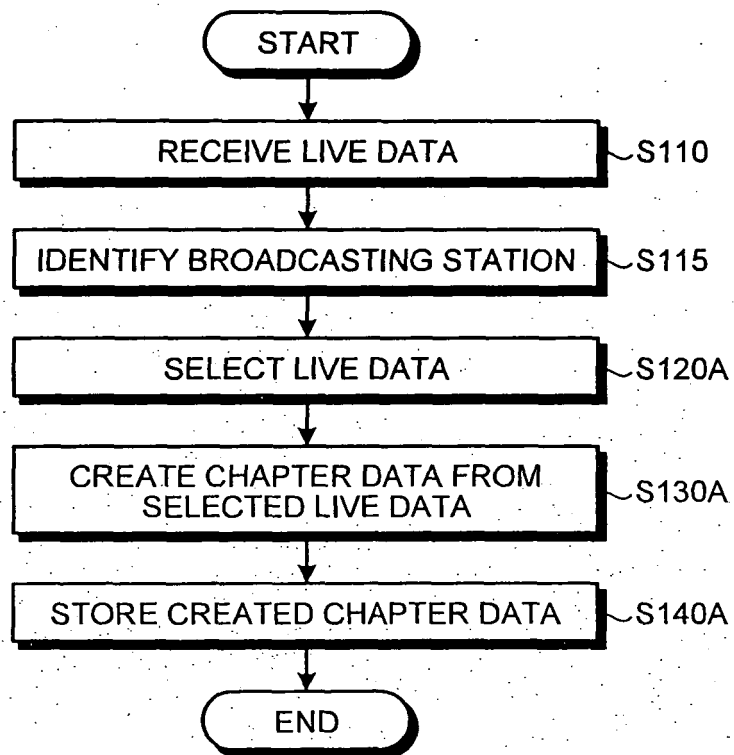 START
RECEIVE LIVE DATA ~S110
IDENTIFY BROADCASTING STATION ~S115
SELECT LIVE DATA ~S120A
CREATE CHAPTER DATA FROM
SELECTED LIVE DATA ~S130A
STORE CREATED CHAPTER DATA ~S140A
END